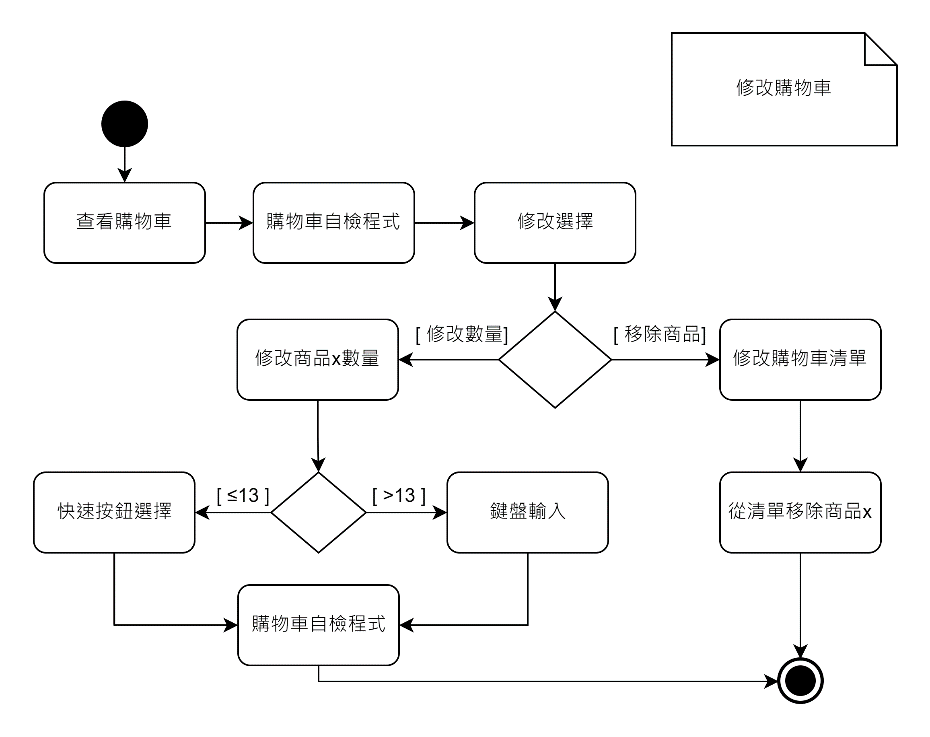 修改購物車
查看購物車
購物車自檢程式
修改選擇
[ 修改數量]
[ 移除商品]
修改商品x數量
修改購物車清單
[ ≤13 ]
[ >13 ]
快速按鈕選擇
鍵盤輸入
從清單移除商品x
購物車自檢程式